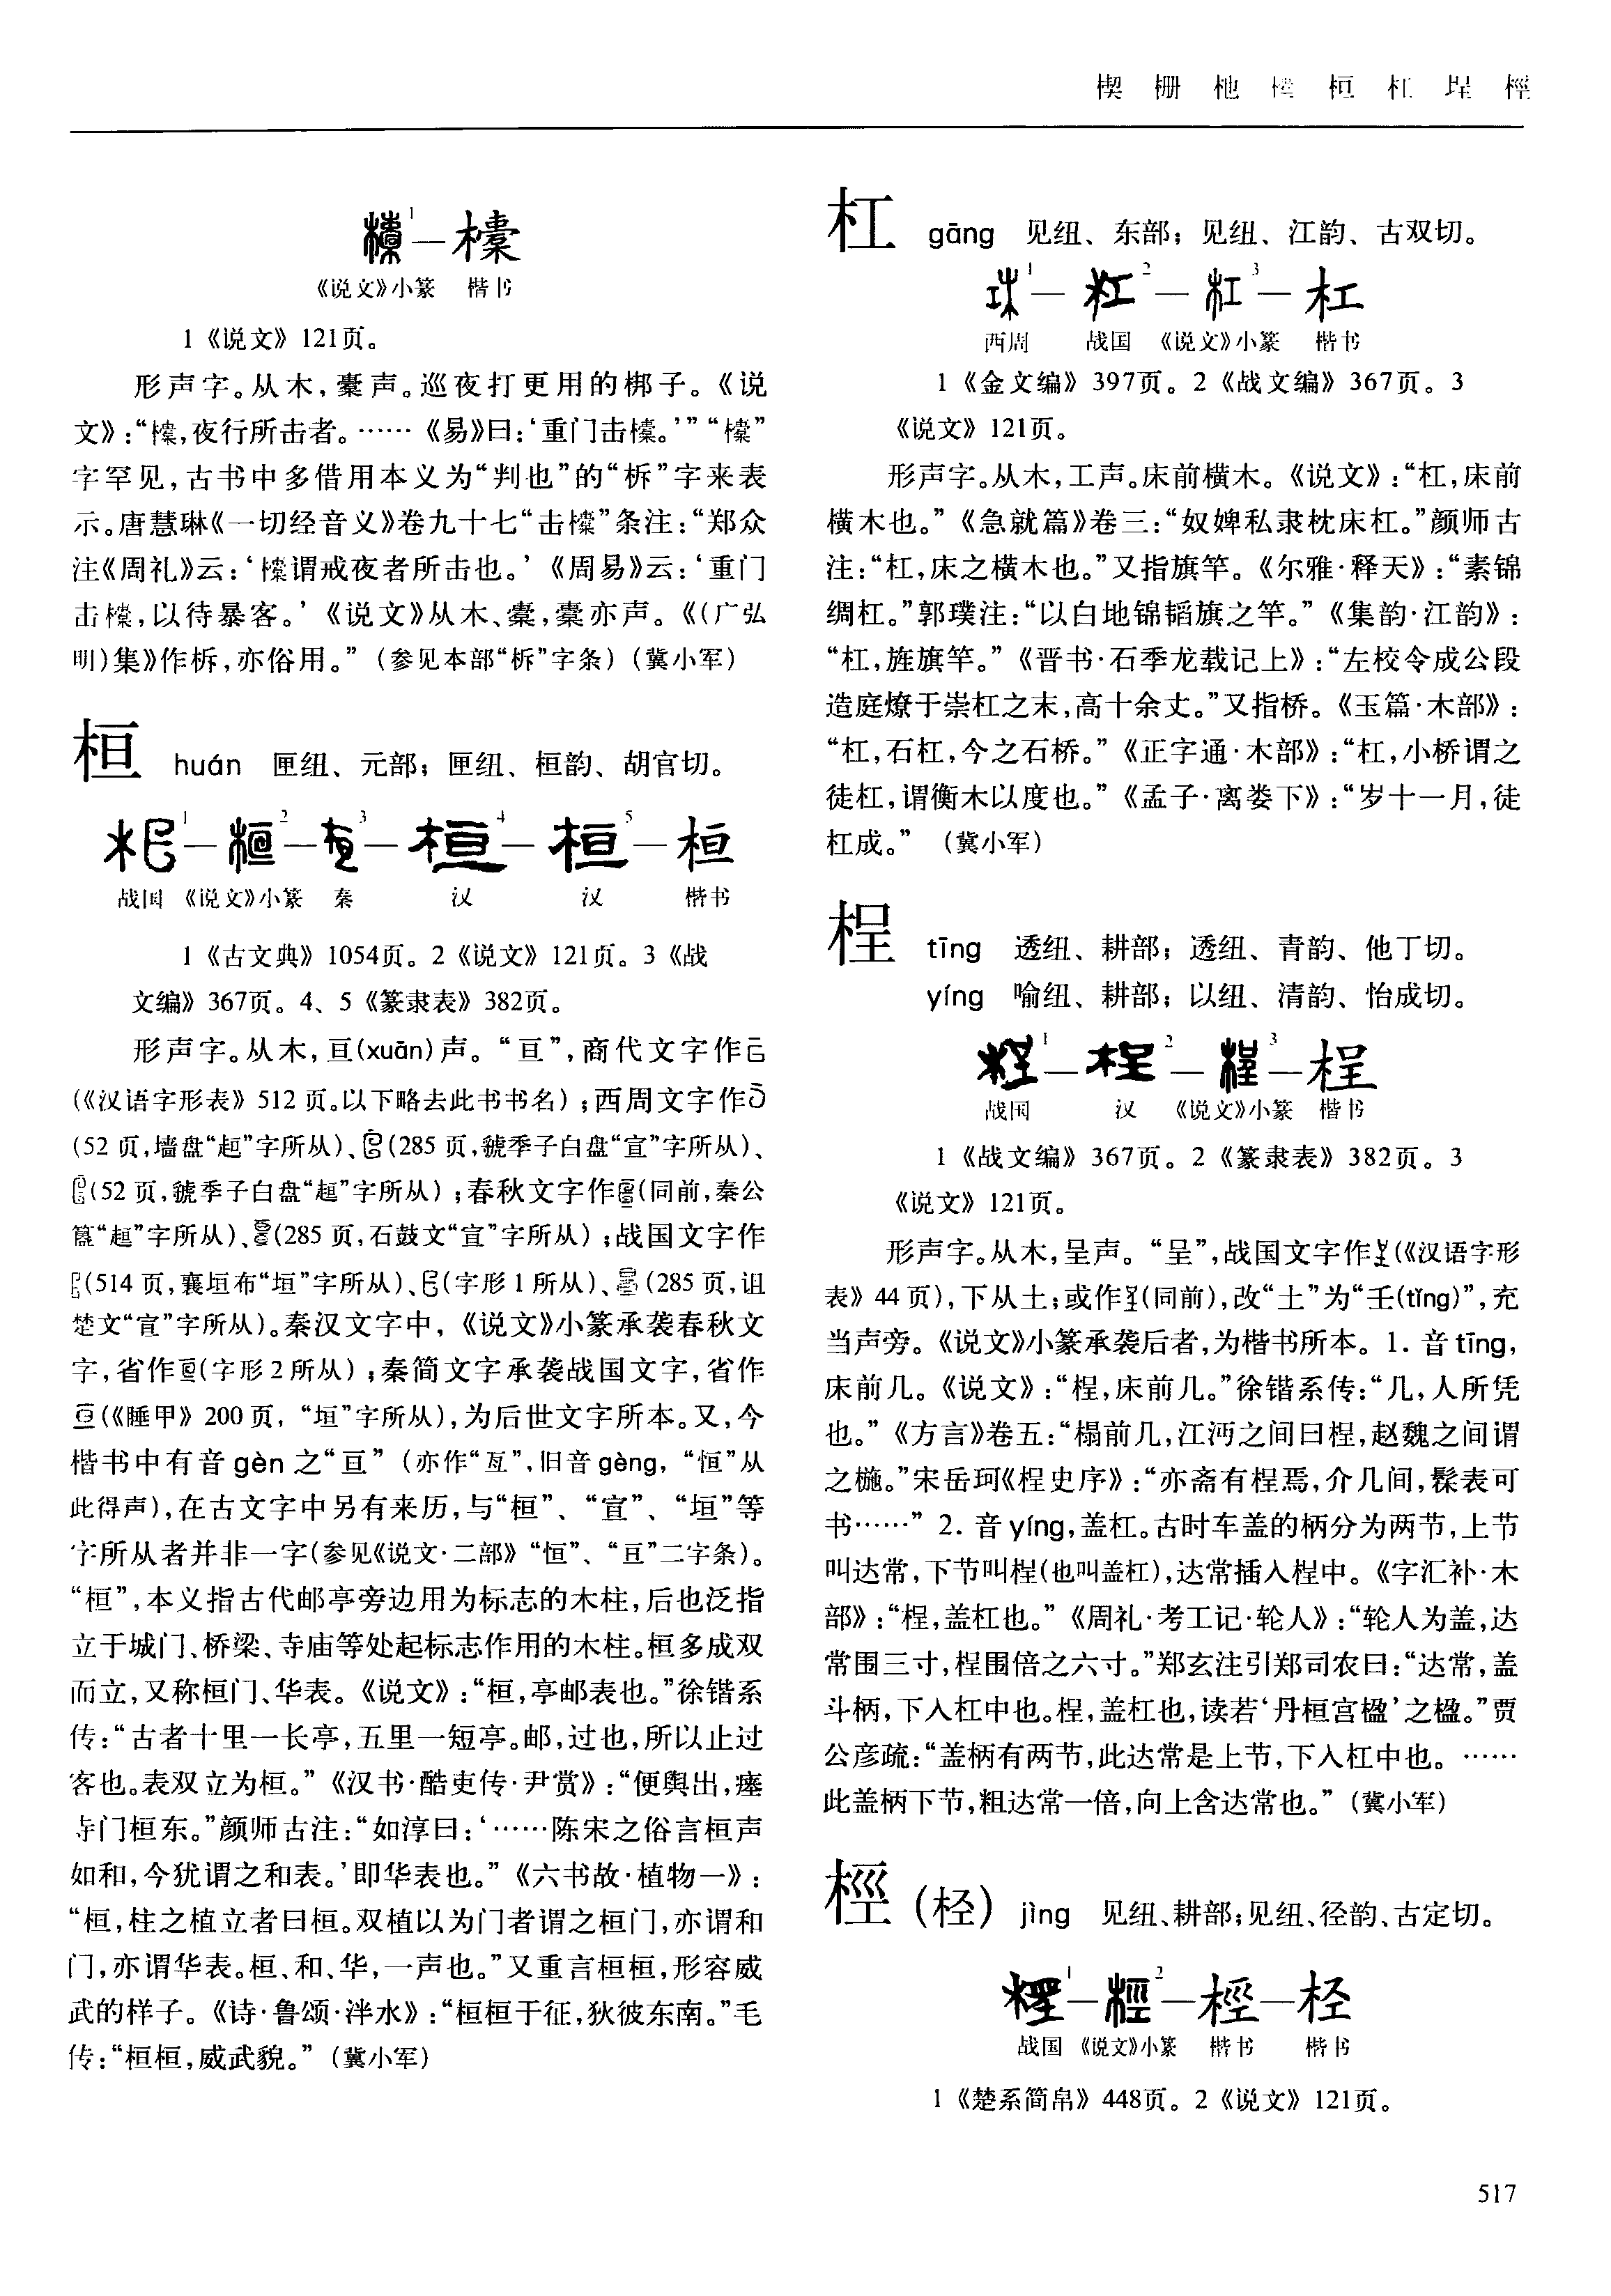 楔 栅 杝 桓 杠 桯 桱
1—㯱
《说文》小篆 楷书
1《说文》121页。
形声字。从木，橐声。巡夜打更用的梆子。《说
文》：“㯱，夜行所击者。……《易》曰：‘重门击㯱。’”“㯱”
字罕见，古书中多借用本义为“判也”的“柝”字来表
示。唐慧琳《一切经音义》卷九十七“击㯱”条注：“郑众
注《周礼》云：‘㯱谓戒夜者所击也。’《周易》云：‘重门
击㯱，以待暴客。’《说文》从木、橐，橐亦声。《(广弘
明)集》作柝，亦俗用。”（参见本部“柝”字条）（冀小军）
桓 huán 匣纽、元部；匣纽、桓韵、胡官切。
1—2—3—4—5—桓
战国 《说文》小篆 秦 汉 汉 楷书
1《古文典》1054页。2《说文》121页。3《战
文编》367页。4、5《篆隶表》382页。
形声字。从木，亘(xuān)声。“亘”，商代文字作
(《汉语字形表》512页。以下略去此书书名)；西周文字作
(52页，墙盘“趄”字所从)、(285页，虢季子白盘“宣”字所从)、
(52页，虢季子白盘“趄”字所从)；春秋文字作(同前，秦公
簋“趄”字所从)、(285页，石鼓文“宣”字所从)；战国文字作
(514页，襄垣布“垣”字所从)、(字形1所从)、(285页，诅
楚文“宣”字所从)。秦汉文字中，《说文》小篆承袭春秋文
字，省作(字形2所从)；秦简文字承袭战国文字，省作
(《睡甲》200页，“垣”字所从)，为后世文字所本。又，今
楷书中有音gèn之“亘”（亦作“亙”，旧音gèng，“恒”从
此得声)，在古文字中另有来历，与“桓”、“宣”、“垣”等
字所从者并非一字(参见《说文·二部》“恒”、“亘”二字条)。
“桓”，本义指古代邮亭旁边用为标志的木柱，后也泛指
立于城门、桥梁、寺庙等处起标志作用的木柱。桓多成双
而立，又称桓门、华表。《说文》：“桓，亭邮表也。”徐锴系
传：“古者十里一长亭，五里一短亭。邮，过也，所以止过
客也。表双立为桓。”《汉书·酷吏传·尹赏》：“便舆出，瘗
寺门桓东。”颜师古注：“如淳曰：‘……陈宋之俗言桓声
如和，今犹谓之和表。’即华表也。”《六书故·植物一》：
“桓，柱之植立者曰桓。双植以为门者谓之桓门，亦谓和
门，亦谓华表。桓、和、华，一声也。”又重言桓桓，形容威
武的样子。《诗·鲁颂·泮水》：“桓桓于征，狄彼东南。”毛
传：“桓桓，威武貌。”（冀小军）
杠 gāng 见纽、东部；见纽、江韵、古双切。
1—2—3—杠
西周 战国 《说文》小篆 楷书
1《金文编》397页。2《战文编》367页。3
《说文》121页。
形声字。从木，工声。床前横木。《说文》：“杠，床前
横木也。”《急就篇》卷三：“奴婢私隶枕床杠。”颜师古
注：“杠，床之横木也。”又指旗竿。《尔雅·释天》：“素锦
绸杠。”郭璞注：“以白地锦韬旗之竿。”《集韵·江韵》：
“杠，旌旗竿。”《晋书·石季龙载记上》：“左校令成公段
造庭燎于崇杠之末，高十余丈。”又指桥。《玉篇·木部》：
“杠，石杠，今之石桥。”《正字通·木部》：“杠，小桥谓之
徒杠，谓衡木以度也。”《孟子·离娄下》：“岁十一月，徒
杠成。”（冀小军）
桯 tīng 透纽、耕部；透纽、青韵、他丁切。
yíng 喻纽、耕部；以纽、清韵、怡成切。
1—2—3—桯
战国 汉 《说文》小篆 楷书
1《战文编》367页。2《篆隶表》382页。3
《说文》121页。
形声字。从木，呈声。“呈”，战国文字作(《汉语字形
表》44页)，下从土；或作(同前)，改“土”为“壬(tǐng)”，充
当声旁。《说文》小篆承袭后者，为楷书所本。1. 音tīng，
床前几。《说文》：“桯，床前几。”徐锴系传：“几，人所凭
也。”《方言》卷五：“榻前几，江沔之间曰桯，赵魏之间谓
之椸。”宋岳珂《桯史序》：“亦斋有桯焉，介几间，髹表可
书……” 2. 音yíng，盖杠。古时车盖的柄分为两节，上节
叫达常，下节叫桯(也叫盖杠)，达常插入桯中。《字汇补·木
部》：“桯，盖杠也。”《周礼·考工记·轮人》：“轮人为盖，达
常围三寸，桯围倍之六寸。”郑玄注引郑司农曰：“达常，盖
斗柄，下入杠中也。桯，盖杠也，读若‘丹桓宫楹’之楹。”贾
公彦疏：“盖柄有两节，此达常是上节，下入杠中也。……
此盖柄下节，粗达常一倍，向上含达常也。”（冀小军）
桱（径） jìng 见纽、耕部；见纽、径韵、古定切。
1—2—桱—
战国 《说文》小篆 楷书 楷书
1《楚系简帛》448页。2《说文》121页。
517